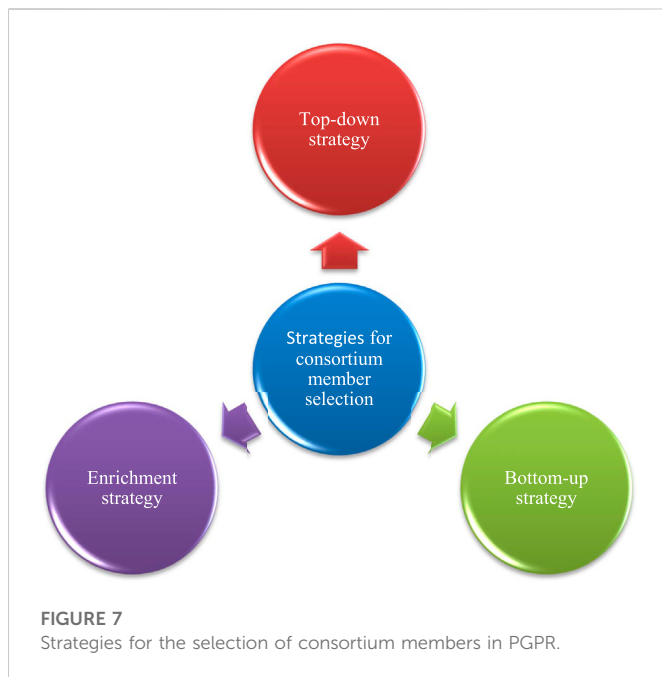 Top-down
strategy
Strategies for
consortium
member
selection
Enrichment
strategy
Bottom-up
strategy
FIGURE 7
Strategies for the selection of consortium members in PGPR.